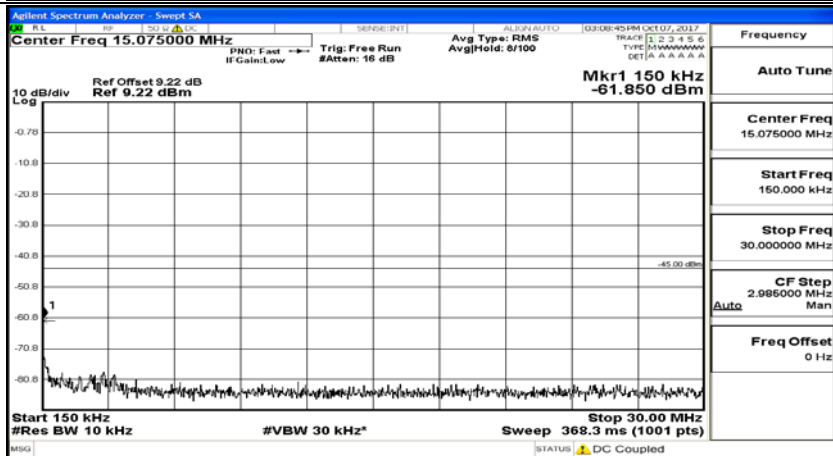 Agilent Spectrum Analyzer - Swept SA
RL RF 50 Ω DC SENSE:INT ALIGN AUTO 03:08:45 PM Oct 07, 2017
Center Freq 15.075000 MHz
PNO: Fast
IFGain:Low
Trig: Free Run
#Atten: 16 dB
Avg Type: RMS
Avg|Hold: 8/100
TRACE 1 2 3 4 5 6
TYPE M WWWWW
DET A A A A A A
Ref Offset 9.22 dB
Ref 9.22 dBm
10 dB/div
Log
Mkr1 150 kHz
-61.850 dBm
-0.78
-10.8
-20.8
-30.8
-40.8
-45.00 dBm
-50.8
1
-60.8
-70.8
-80.8
Start 150 kHz
Stop 30.00 MHz
#Res BW 10 kHz
#VBW 30 kHz*
Sweep 368.3 ms (1001 pts)
MSG
STATUS DC Coupled
Frequency
Auto Tune
Center Freq
15.075000 MHz
Start Freq
150.000 kHz
Stop Freq
30.000000 MHz
CF Step
2.985000 MHz
Auto Man
Freq Offset
0 Hz